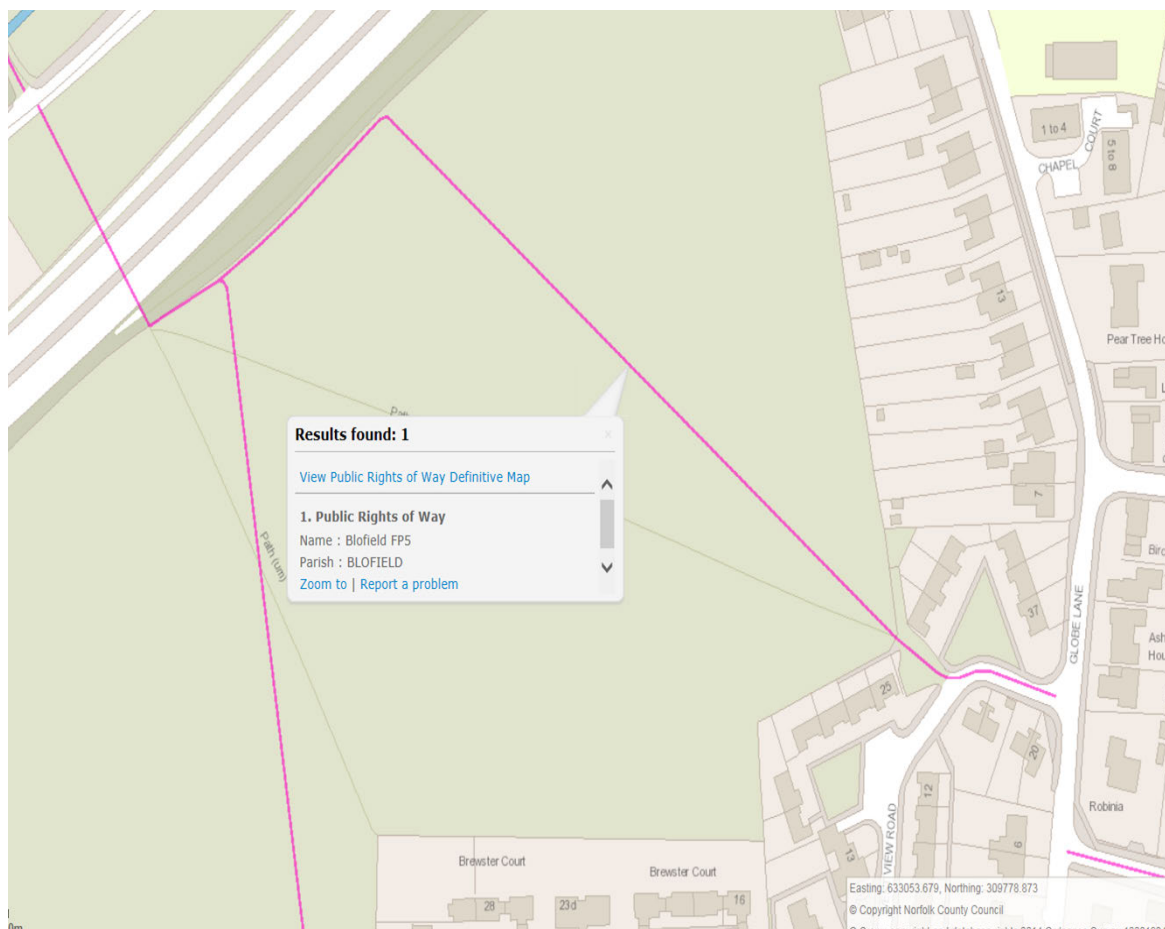 1 to 4
CHAPEL COURT
5 to 8
13
Pear Tree Ho
7
Results found: 1
View Public Rights of Way Definitive Map
1. Public Rights of Way
Name : Blofield FP5
Parish : BLOFIELD
Zoom to | Report a problem
Path (um)
37
GLOBE LANE
25
20
12
Robinia
VIEW ROAD
6
13
Brewster Court
Brewster Court
28
23d
16
Easting: 633053.679, Northing: 309778.873
© Copyright Norfolk County Council